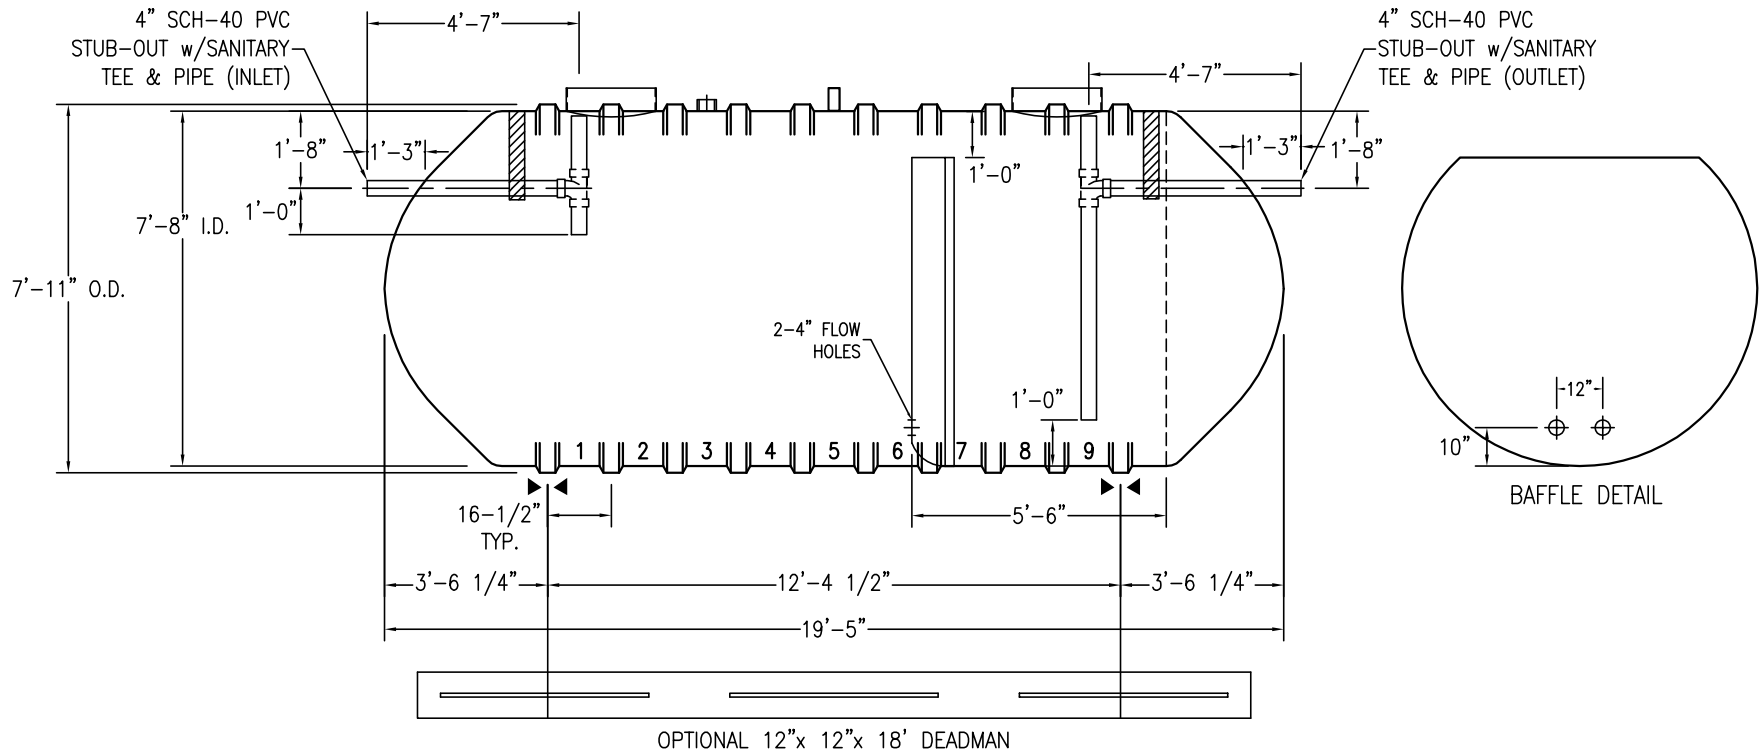 4" SCH-40 PVC
STUB-OUT w/SANITARY
TEE & PIPE (INLET)
4'-7"
4" SCH-40 PVC
STUB-OUT w/SANITARY
TEE & PIPE (OUTLET)
4'-7"
1'-8"
1'-3"
1'-0"
1'-3"
1'-8"
1'-0"
7'-8" I.D.
7'-11" O.D.
2-4" FLOW
HOLES
1'-0"
1 2 3 4 5 6 7 8 9
12"
10"
BAFFLE DETAIL
16-1/2"
TYP.
5'-6"
3'-6 1/4"
12'-4 1/2"
3'-6 1/4"
19'-5"
OPTIONAL 12"x 12"x 18' DEADMAN